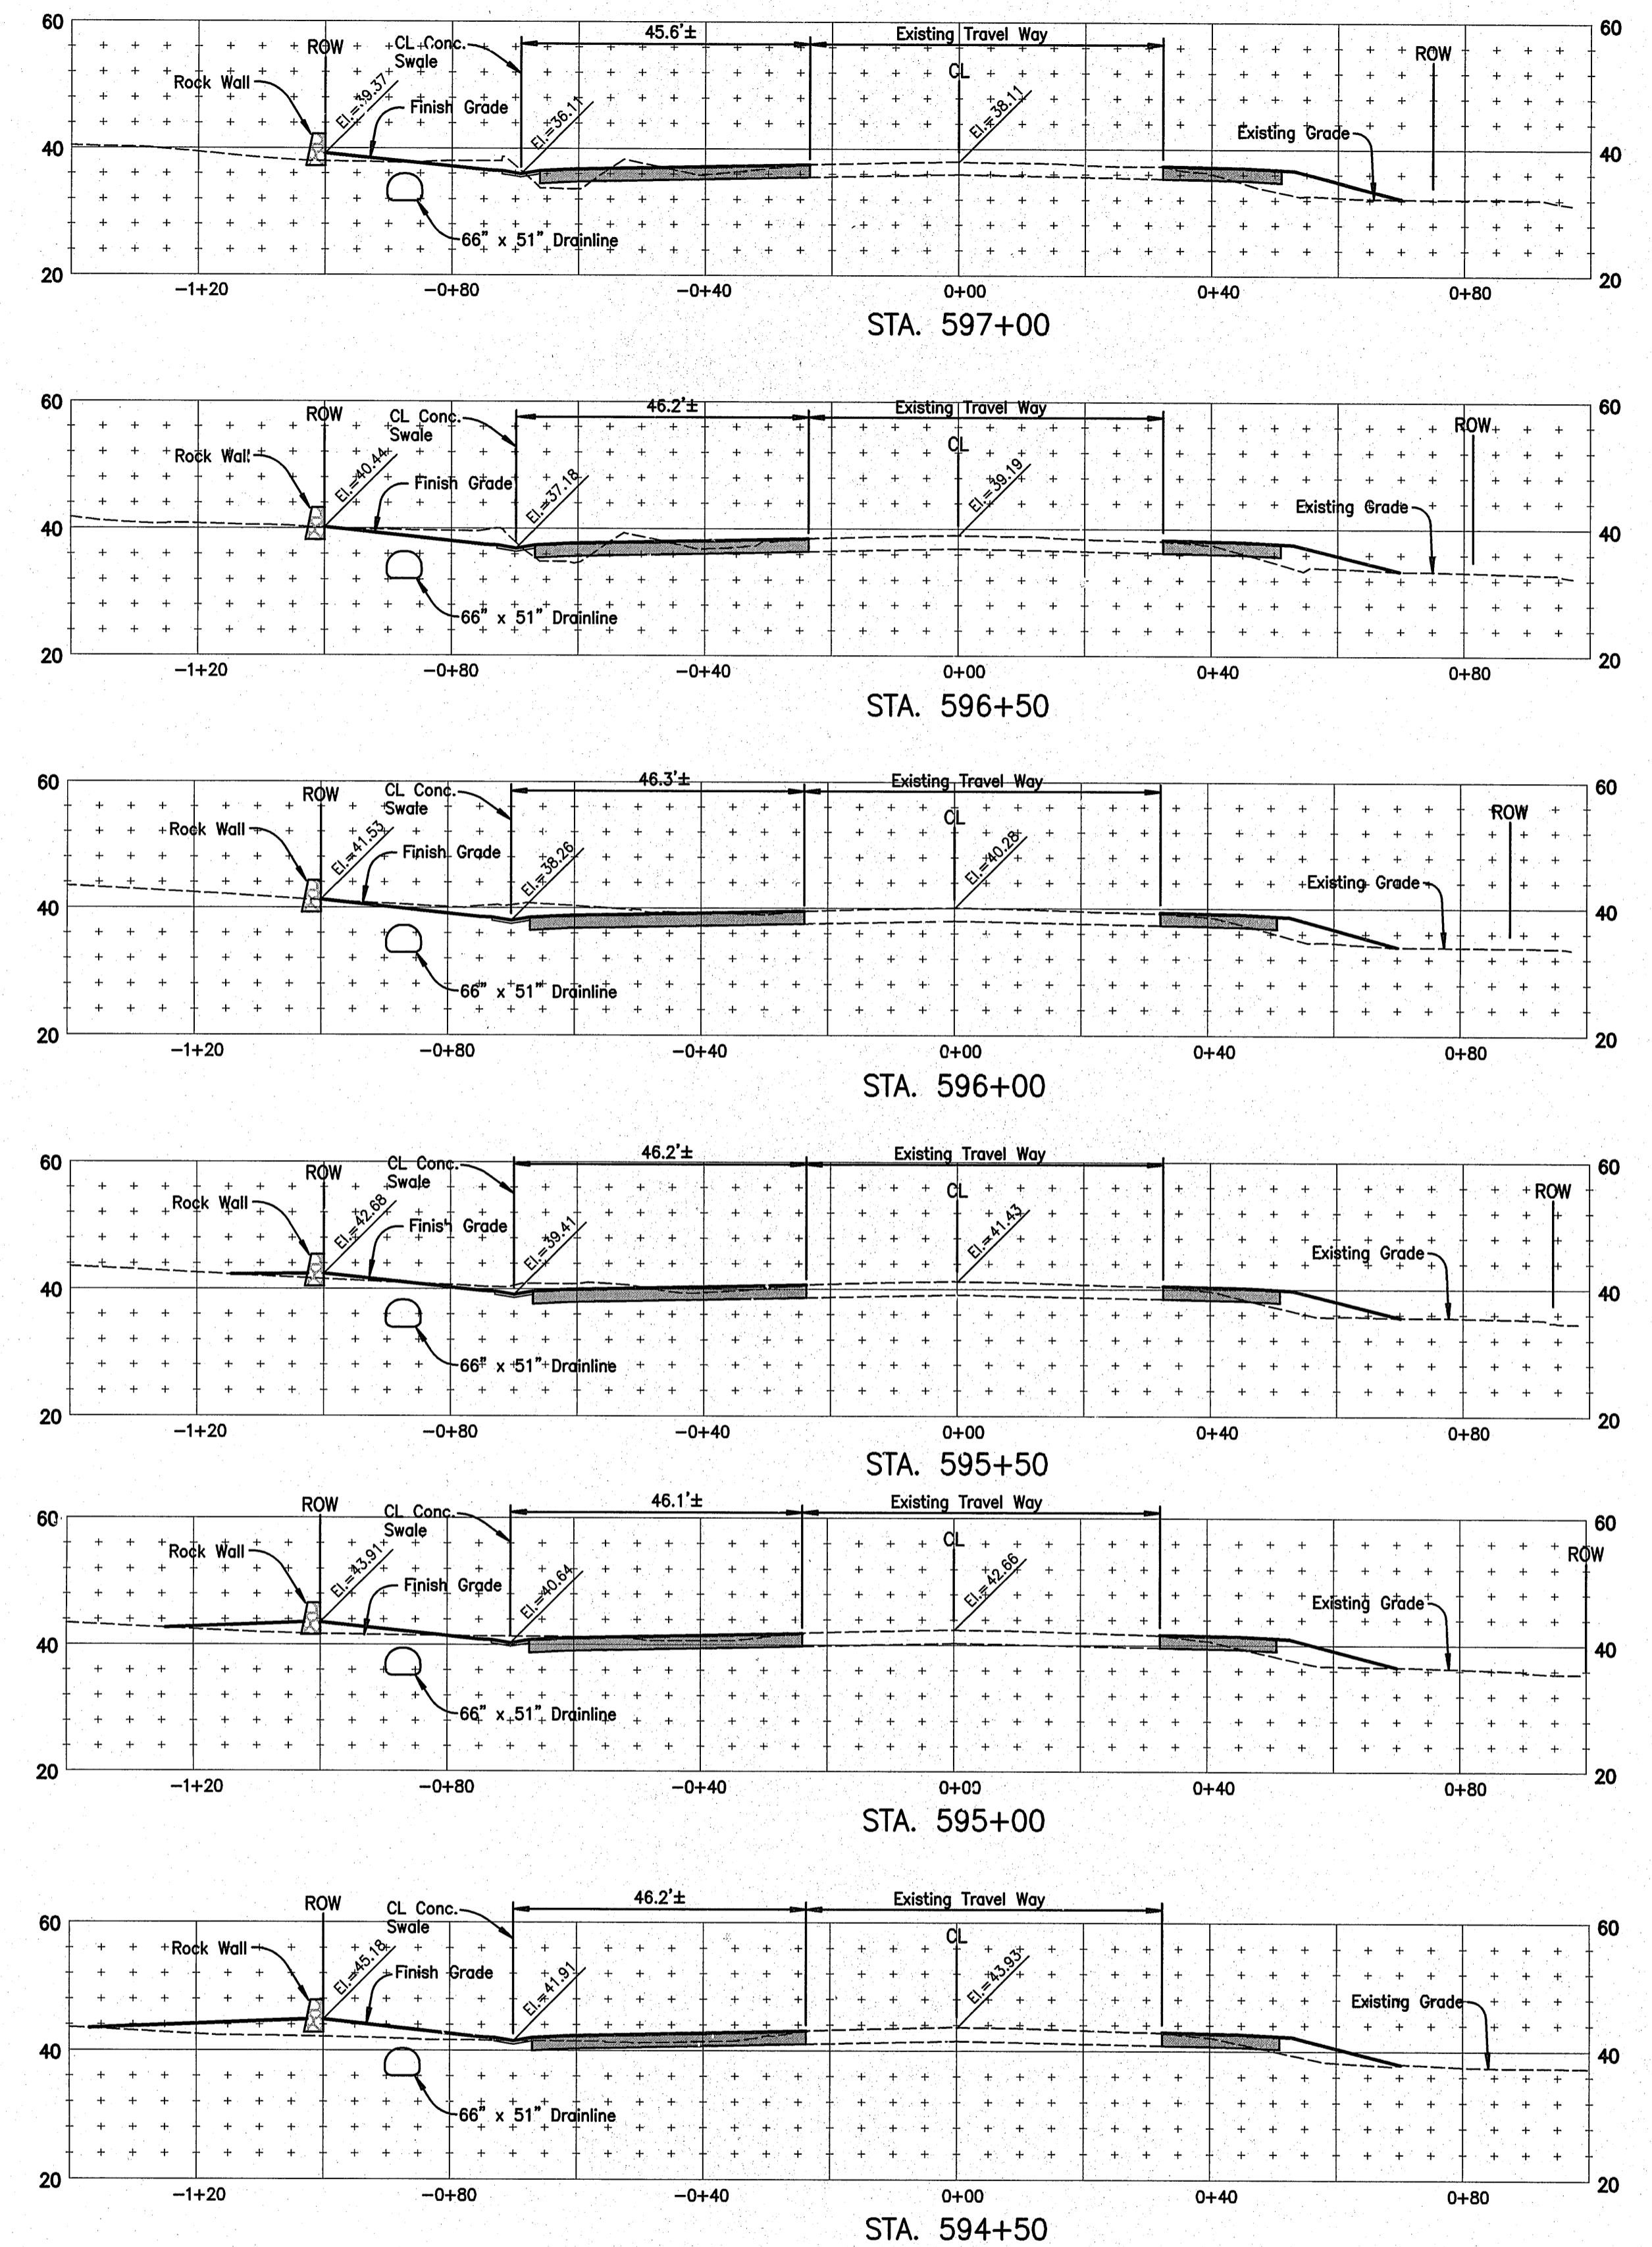 60
45.6'±
Existing Travel Way
60
ROW
CL Conc.
Swale
CL
ROW
Rock Wall
El.=39.37
Finish Grade
El.=36.11
El.=38.11
Existing Grade
40
40
66" x 51" Drainline
20
20
-1+20
-0+80
-0+40
0+00
0+40
0+80
STA. 597+00
60
46.2'±
Existing Travel Way
60
ROW
CL Conc.
Swale
CL
ROW
Rock Wall
El.=40.44
Finish Grade
El.=37.18
El.=39.19
Existing Grade
40
40
66" x 51" Drainline
20
20
-1+20
-0+80
-0+40
0+00
0+40
0+80
STA. 596+50
60
46.3'±
Existing Travel Way
60
ROW
CL Conc.
Swale
CL
ROW
Rock Wall
El.=41.53
Finish Grade
El.=38.26
El.=40.28
Existing Grade
40
40
66" x 51" Drainline
20
20
-1+20
-0+80
-0+40
0+00
0+40
0+80
STA. 596+00
60
46.2'±
Existing Travel Way
60
ROW
CL Conc.
Swale
CL
ROW
Rock Wall
El.=42.68
Finish Grade
El.=39.41
El.=41.43
Existing Grade
40
40
66" x 51" Drainline
20
20
-1+20
-0+80
-0+40
0+00
0+40
0+80
STA. 595+50
60
46.1'±
Existing Travel Way
60
ROW
CL Conc.
Swale
CL
ROW
Rock Wall
El.=43.91
Finish Grade
El.=40.64
El.=42.66
Existing Grade
40
40
66" x 51" Drainline
20
20
-1+20
-0+80
-0+40
0+00
0+40
0+80
STA. 595+00
60
46.2'±
Existing Travel Way
60
ROW
CL Conc.
Swale
CL
Rock Wall
El.=45.18
Finish Grade
El.=41.91
El.=43.93
Existing Grade
40
40
66" x 51" Drainline
20
20
-1+20
-0+80
-0+40
0+00
0+40
0+80
STA. 594+50